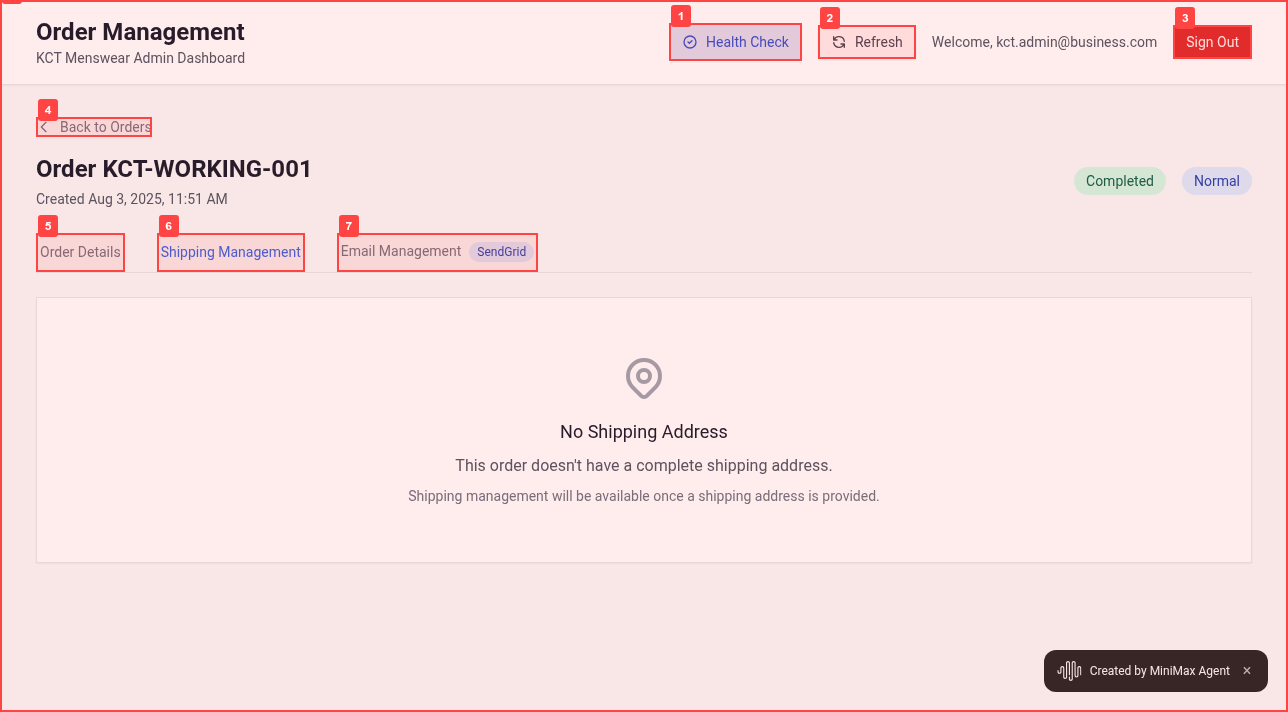 Order Management
KCT Menswear Admin Dashboard
1
Health Check
2
Refresh
Welcome, kct.admin@business.com
3
Sign Out
4
Back to Orders
Order KCT-WORKING-001
Created Aug 3, 2025, 11:51 AM
Completed
Normal
5
Order Details
6
Shipping Management
7
Email Management SendGrid
No Shipping Address
This order doesn't have a complete shipping address.
Shipping management will be available once a shipping address is provided.
Created by MiniMax Agent ×